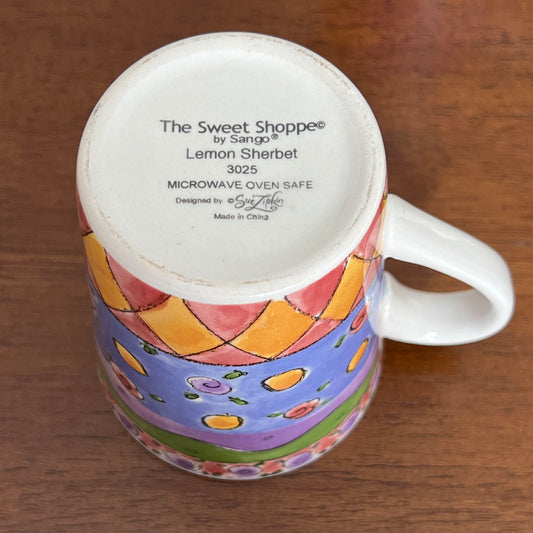 The Sweet Shoppe©
by Sango®
Lemon Sherbet
3025
MICROWAVE OVEN SAFE
Designed by ©Sue Zipkin
Made in China